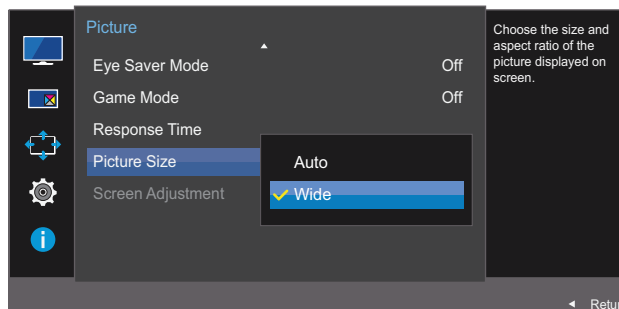 Picture
Eye Saver Mode Off
Game Mode Off
Response Time
Picture Size
Auto
Screen Adjustment
Wide
Choose the size and
aspect ratio of the
picture displayed on
screen.
Retur